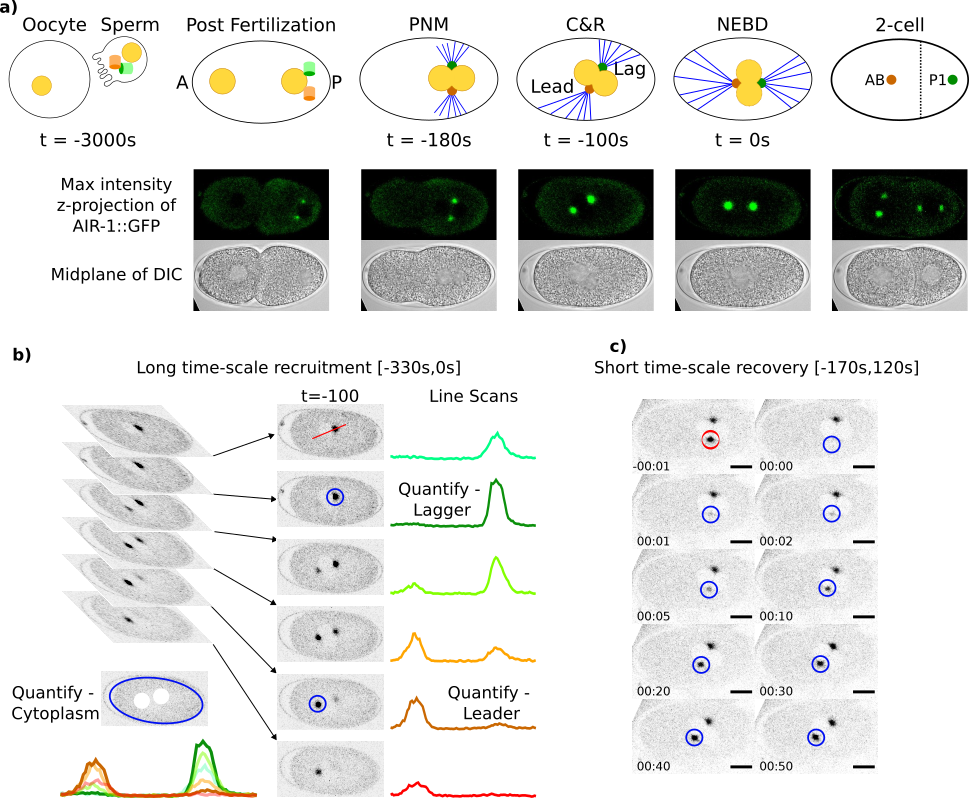 a)
Oocyte
Sperm
Post Fertilization
PNM
C&R
NEBD
2-cell
A
P
Lead
Lag
AB
P1
t = -3000s
t = -180s
t = -100s
t = 0s
Max intensity
z-projection of
AIR-1::GFP
Midplane of DIC
b)
Long time-scale recruitment [-330s,0s]
t=-100
Line Scans
Quantify -
Lagger
Quantify -
Cytoplasm
Quantify -
Leader
c)
Short time-scale recovery [-170s,120s]
-00:01
00:00
00:01
00:02
00:05
00:10
00:20
00:30
00:40
00:50